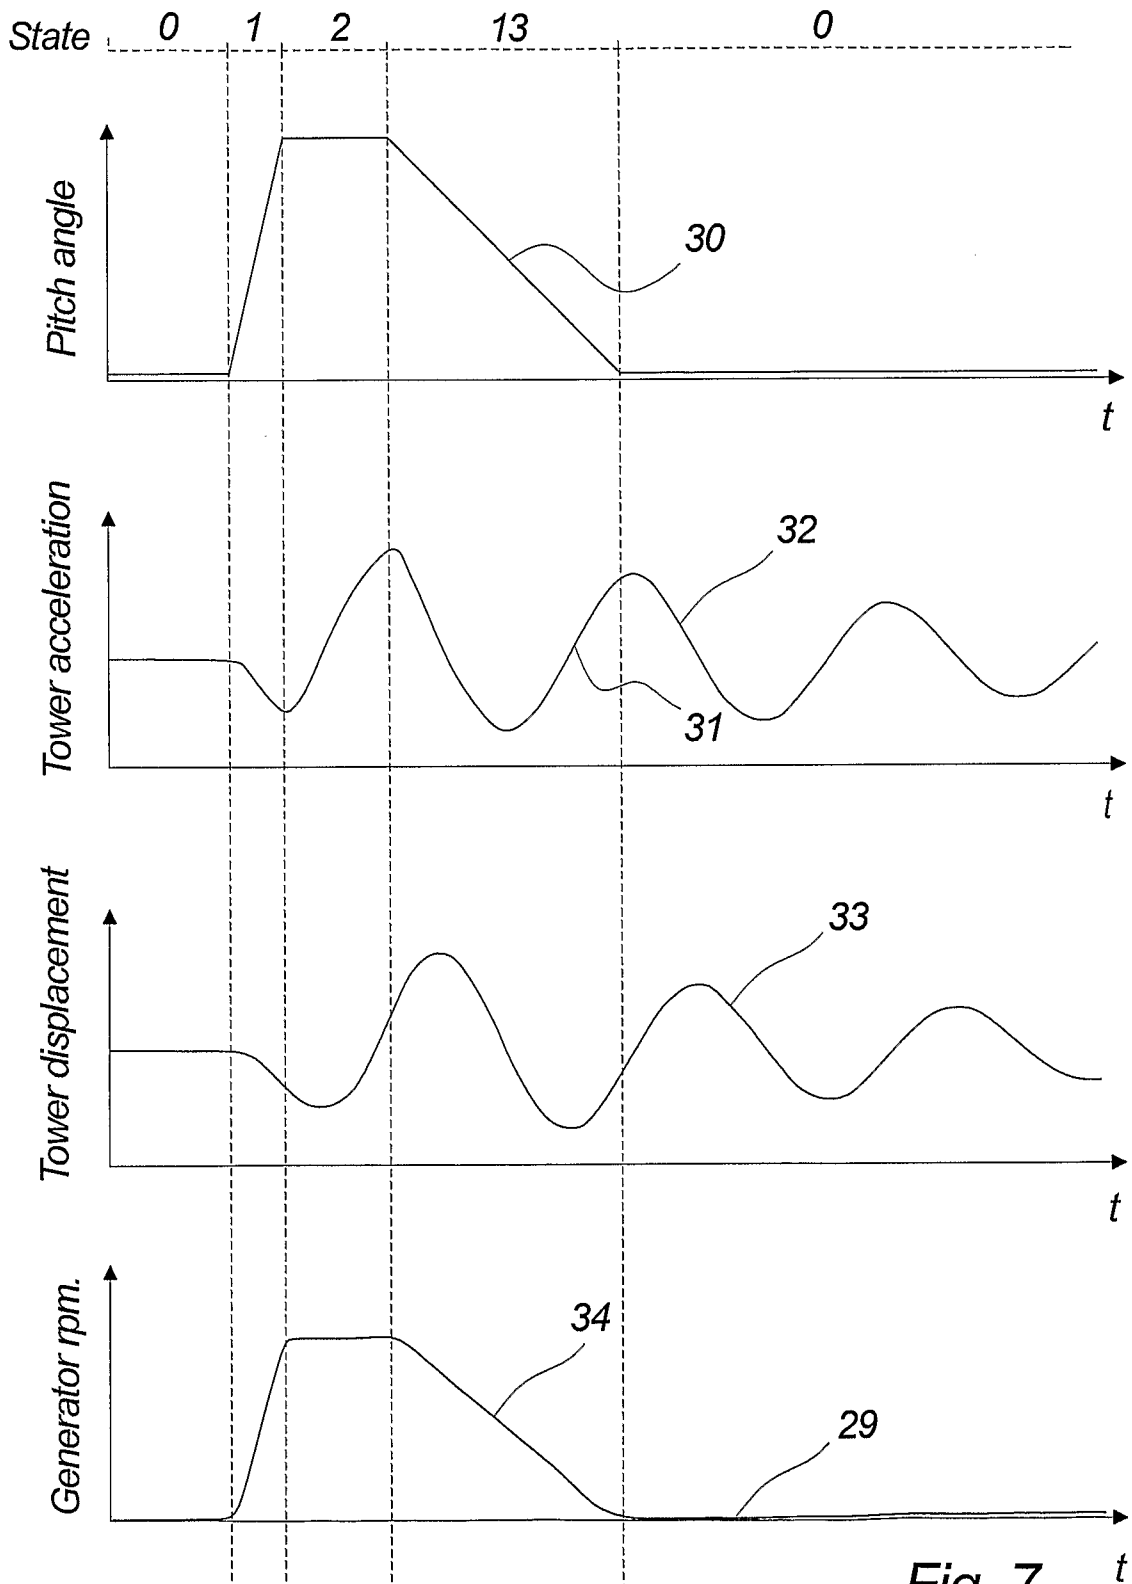 State 0 1 2 13 0
Pitch angle
30
t
Tower acceleration
32
31
t
Tower displacement
33
t
Generator rpm.
34
29
t
Fig. 7